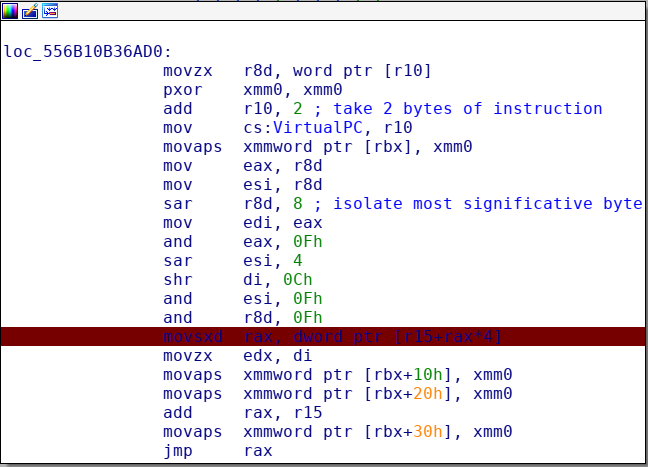 loc_556B10B36AD0:
movzx r8d, word ptr [r10]
pxor xmm0, xmm0
add r10, 2 ; take 2 bytes of instruction
mov cs:VirtualPC, r10
movaps xmmword ptr [rbx], xmm0
mov eax, r8d
mov esi, r8d
sar r8d, 8 ; isolate most significative byte
mov edi, eax
and eax, 0Fh
sar esi, 4
shr di, 0Ch
and esi, 0Fh
and r8d, 0Fh
movsxd rax, dword ptr [r15+rax*4]
movzx edx, di
movaps xmmword ptr [rbx+10h], xmm0
movaps xmmword ptr [rbx+20h], xmm0
add rax, r15
movaps xmmword ptr [rbx+30h], xmm0
jmp rax